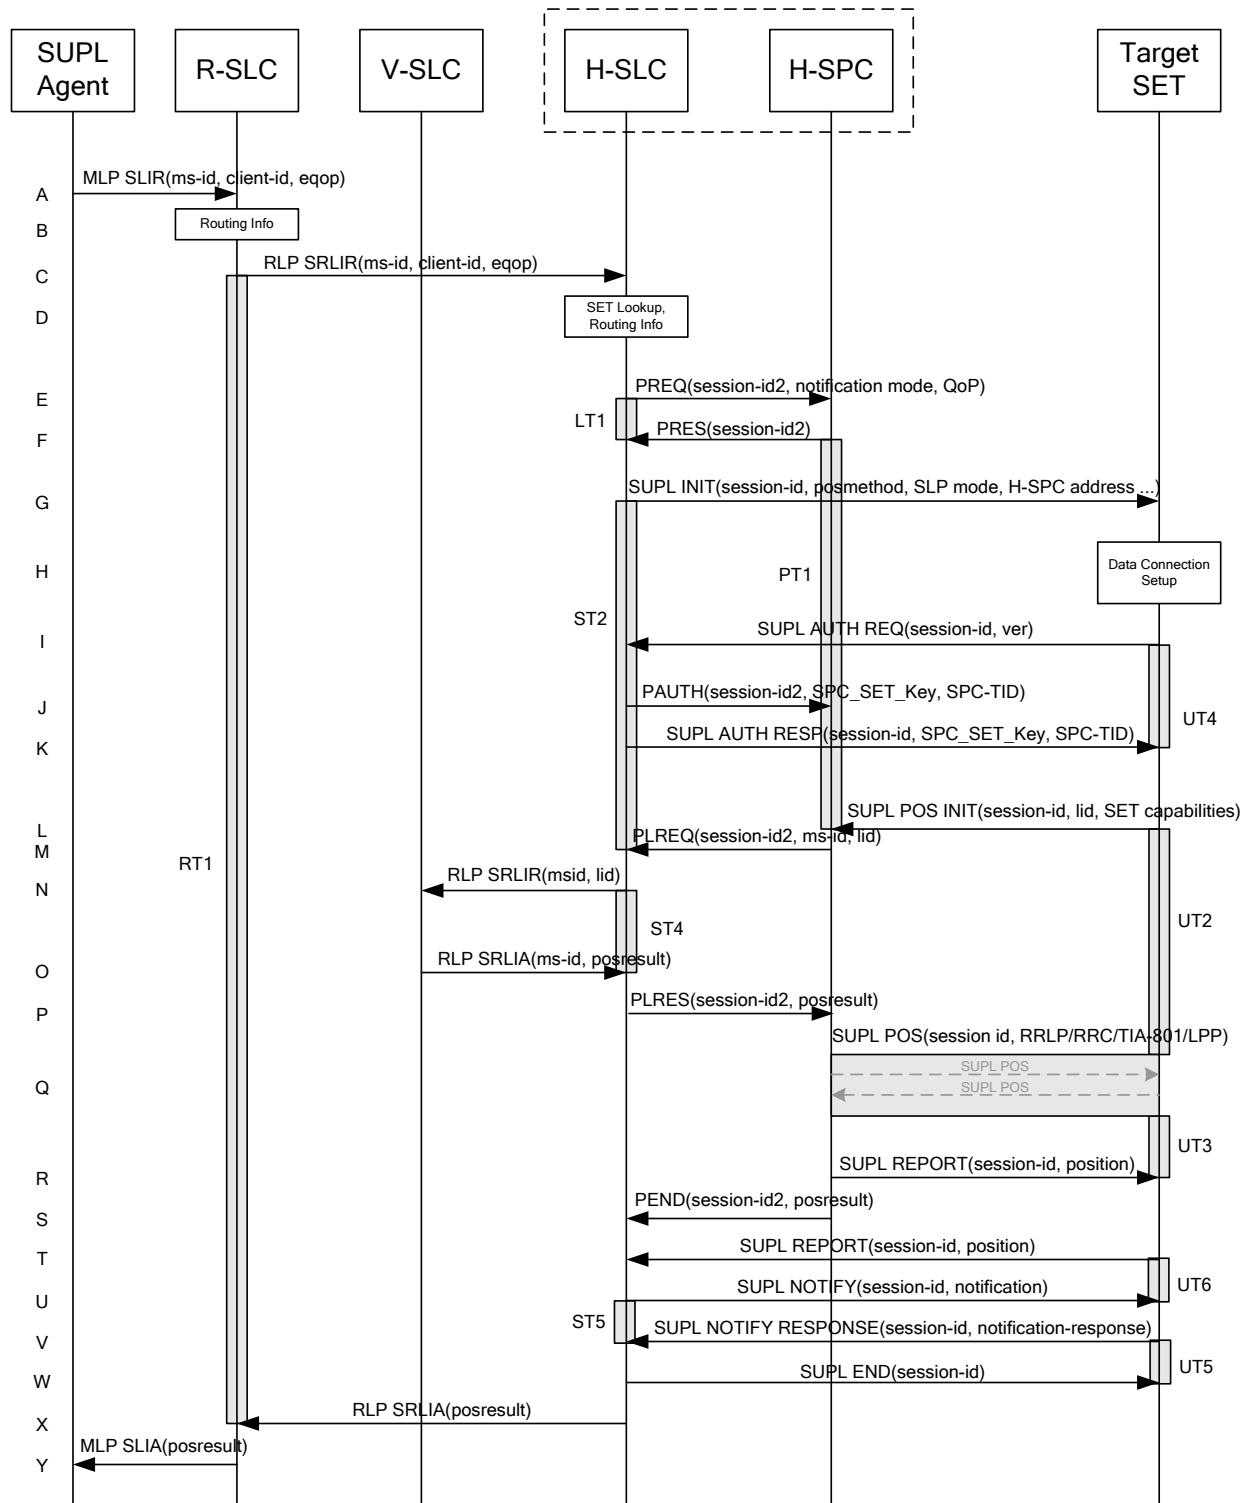 SUPL
Agent
R-SLC
V-SLC
H-SLC
H-SPC
Target
SET
A
MLP SLIR(ms-id, client-id, eqop)
B
Routing Info
C
RLP SRLIR(ms-id, client-id, eqop)
D
SET Lookup,
Routing Info
E
PREQ(session-id2, notification mode, QoP)
LT1
F
PRES(session-id2)
G
SUPL INIT(session-id, posmethod, SLP mode, H-SPC address ...)
H
PT1
Data Connection
Setup
ST2
I
SUPL AUTH REQ(session-id, ver)
J
PAUTH(session-id2, SPC_SET_Key, SPC-TID)
UT4
K
SUPL AUTH RESP(session-id, SPC_SET_Key, SPC-TID)
L
SUPL POS INIT(session-id, lid, SET capabilities)
M
PLREQ(session-id2, ms-id, lid)
RT1
N
RLP SRLIR(msid, lid)
ST4
UT2
O
RLP SRLIA(ms-id, posresult)
P
PLRES(session-id2, posresult)
SUPL POS(session id, RRLP/RRC/TIA-801/LPP)
SUPL POS
Q
SUPL POS
UT3
R
SUPL REPORT(session-id, position)
S
PEND(session-id2, posresult)
T
SUPL REPORT(session-id, position)
UT6
U
SUPL NOTIFY(session-id, notification)
ST5
V
SUPL NOTIFY RESPONSE(session-id, notification-response)
UT5
W
SUPL END(session-id)
X
RLP SRLIA(posresult)
Y
MLP SLIA(posresult)